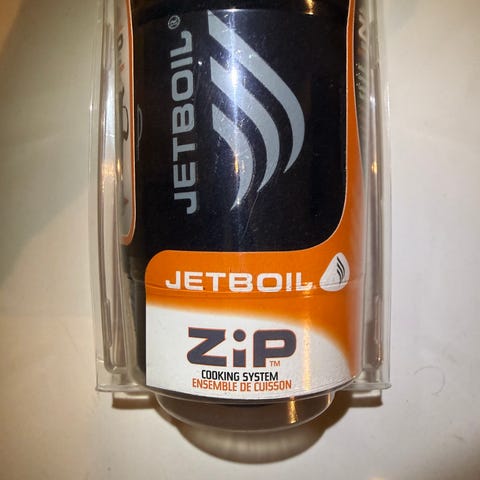 JETBOIL®
JETBOIL
ZiP™
COOKING SYSTEM
ENSEMBLE DE CUISSON